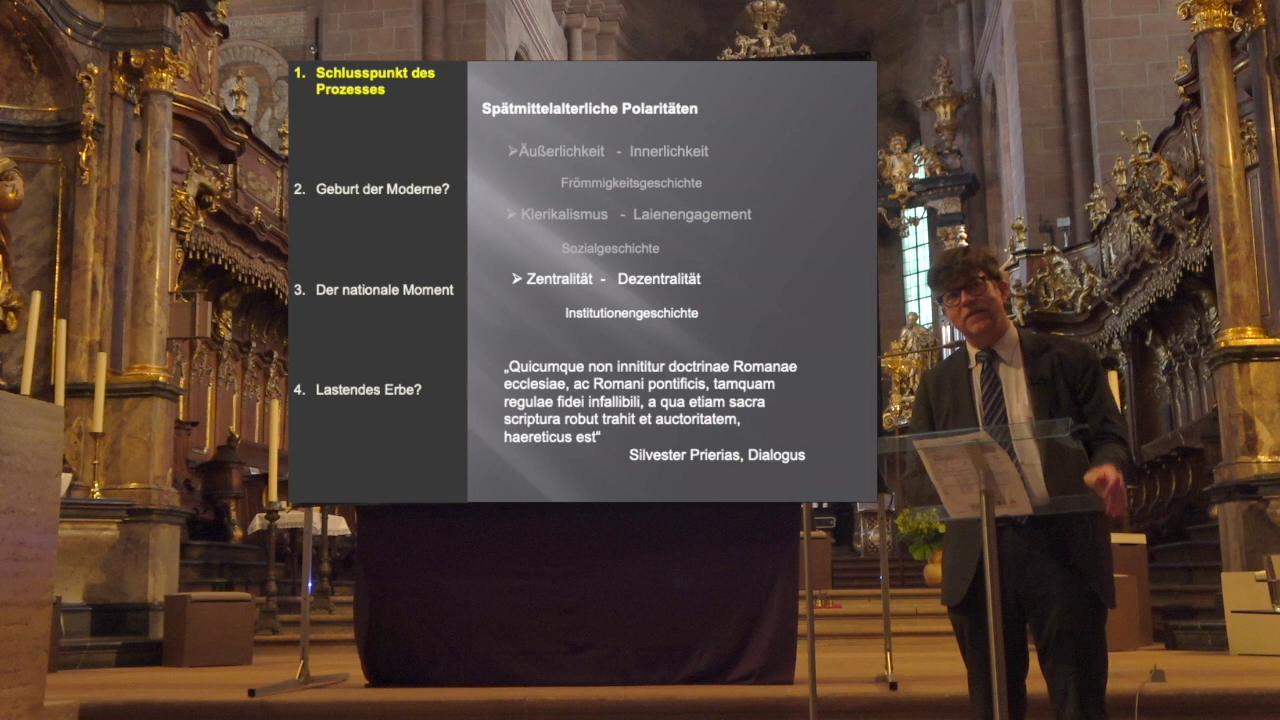 1. Schlusspunkt des
Prozesses
2. Geburt der Moderne?
3. Der nationale Moment
4. Lastendes Erbe?
Spätmittelalterliche Polaritäten
➢Äußerlichkeit - Innerlichkeit
Frömmigkeitsgeschichte
➢ Klerikalismus - Laienengagement
Sozialgeschichte
➢ Zentralität - Dezentralität
Institutionengeschichte
„Quicumque non innititur doctrinae Romanae
ecclesiae, ac Romani pontificis, tamquam
regulae fidei infallibili, a qua etiam sacra
scriptura robut trahit et auctoritatem,
haereticus est“
Silvester Prierias, Dialogus